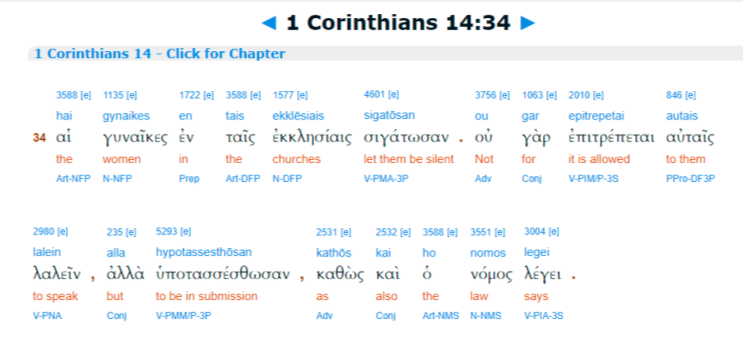 ◄ 1 Corinthians 14:34 ►
1 Corinthians 14 - Click for Chapter
3588 [e] 1135 [e] 1722 [e] 3588 [e] 1577 [e] 4601 [e] 3756 [e] 1063 [e] 2010 [e] 846 [e]
hai gynaikes en tais ekklēsiais sigatōsan ou gar epitrepetai autais
34 αἱ γυναῖκες ἐν ταῖς ἐκκλησίαις σιγάτωσαν . οὐ γὰρ ἐπιτρέπεται αὐταῖς
the women in the churches let them be silent Not for it is allowed to them
Art-NFP N-NFP Prep Art-DFP N-DFP V-PMA-3P Adv Conj V-PIM/P-3S PPro-DF3P
2980 [e] 235 [e] 5293 [e] 2531 [e] 2532 [e] 3588 [e] 3551 [e] 3004 [e]
lalein alla hypotassesthōsan kathōs kai ho nomos legei
λαλεῖν , ἀλλὰ ὑποτασσέσθωσαν , καθὼς καὶ ὁ νόμος λέγει .
to speak but to be in submission as also the law says
V-PNA Conj V-PMM/P-3P Adv Conj Art-NMS N-NMS V-PIA-3S